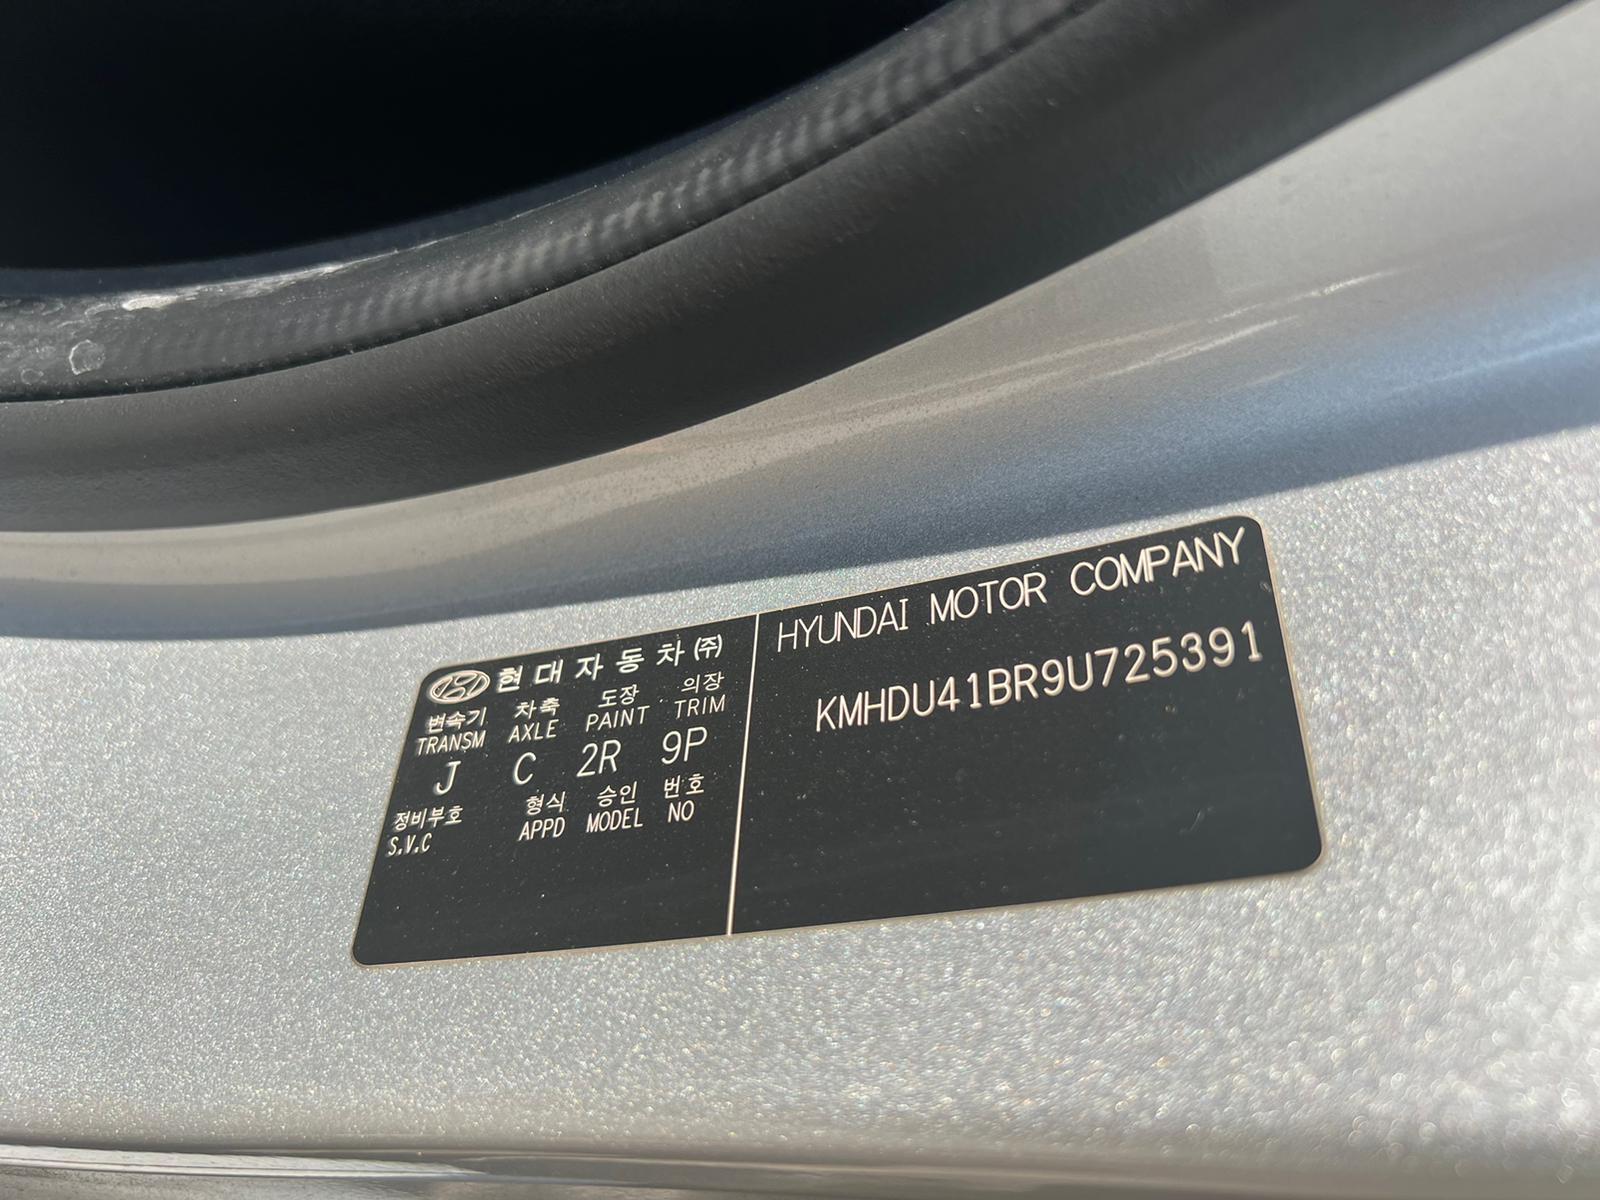 현대자동차(주)
변속기 차축 도장 의장
TRANSM AXLE PAINT TRIM
J C 2R 9P
정비부호 형식 승인 번호
S.V.C APPD MODEL NO
HYUNDAI MOTOR COMPANY
KMHDU41BR9U725391